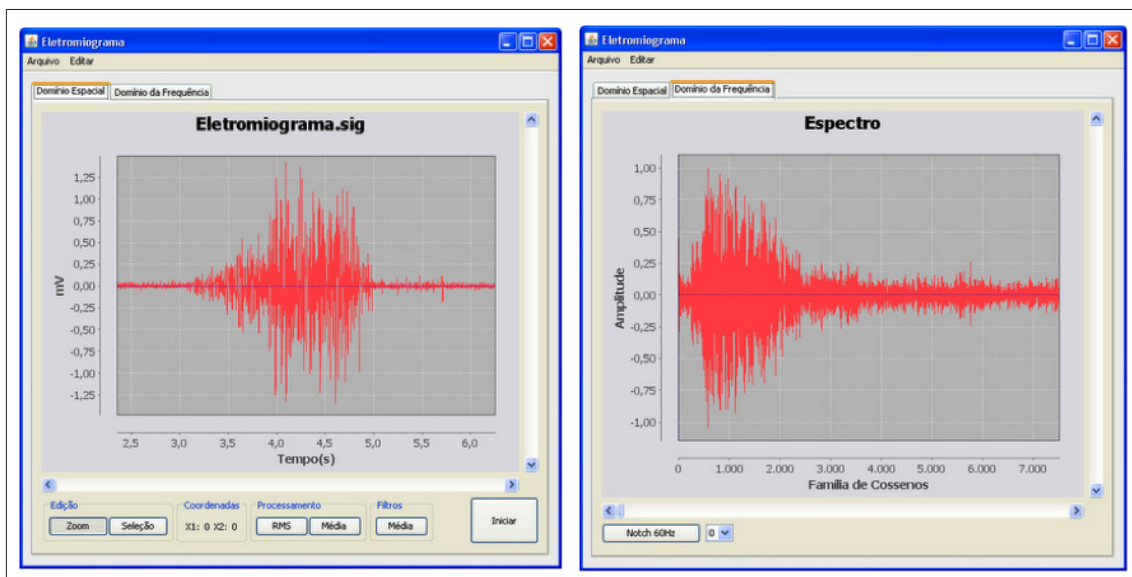 Eletromiograma
Arquivo Editar
Domínio Espacial Domínio da Frequência
Eletromiograma.sig
mV
1,25
1,00
0,75
0,50
0,25
0,00
-0,25
-0,50
-0,75
-1,00
-1,25
2,5 3,0 3,5 4,0 4,5 5,0 5,5 6,0
Tempo(s)
Edição Coordenadas Processamento Filtros
Zoom Seleção X1: 0 X2: 0 RMS Média Média Iniciar
Eletromiograma
Arquivo Editar
Domínio Espacial Domínio da Frequência
Espectro
Amplitude
1,00
0,75
0,50
0,25
0,00
-0,25
-0,50
-0,75
-1,00
0 1.000 2.000 3.000 4.000 5.000 6.000 7.000
Família de Cossenos
Notch 60Hz 0